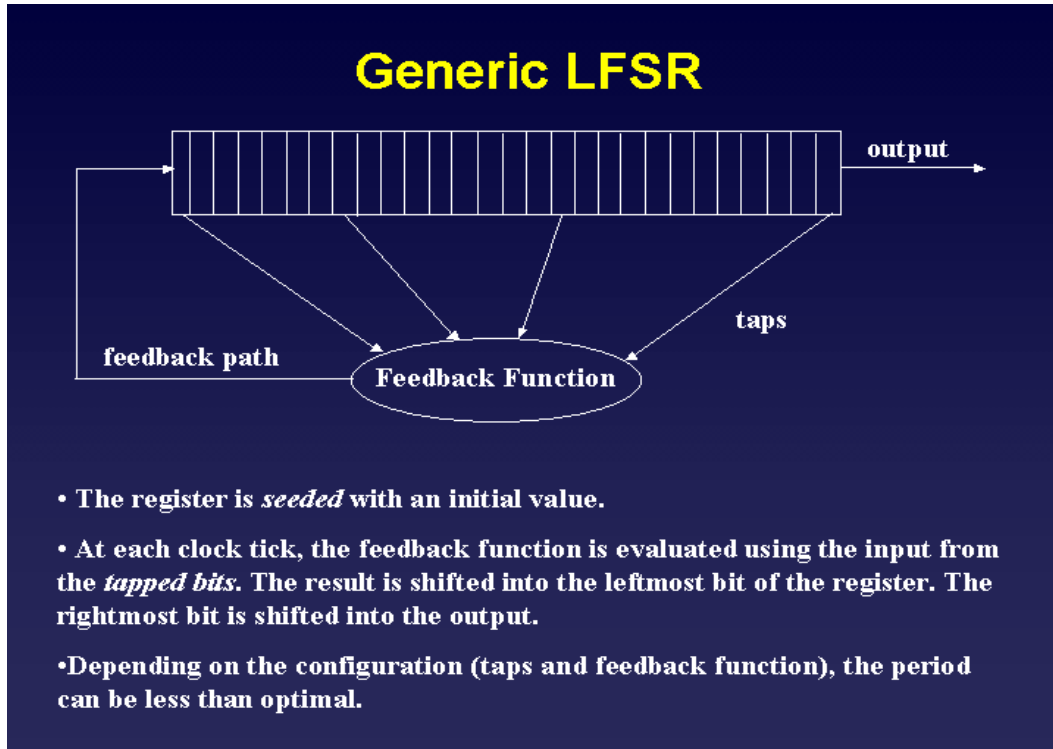 Generic LFSR
output
taps
feedback path
Feedback Function
• The register is seeded with an initial value.
• At each clock tick, the feedback function is evaluated using the input from
the tapped bits. The result is shifted into the leftmost bit of the register. The
rightmost bit is shifted into the output.
•Depending on the configuration (taps and feedback function), the period
can be less than optimal.